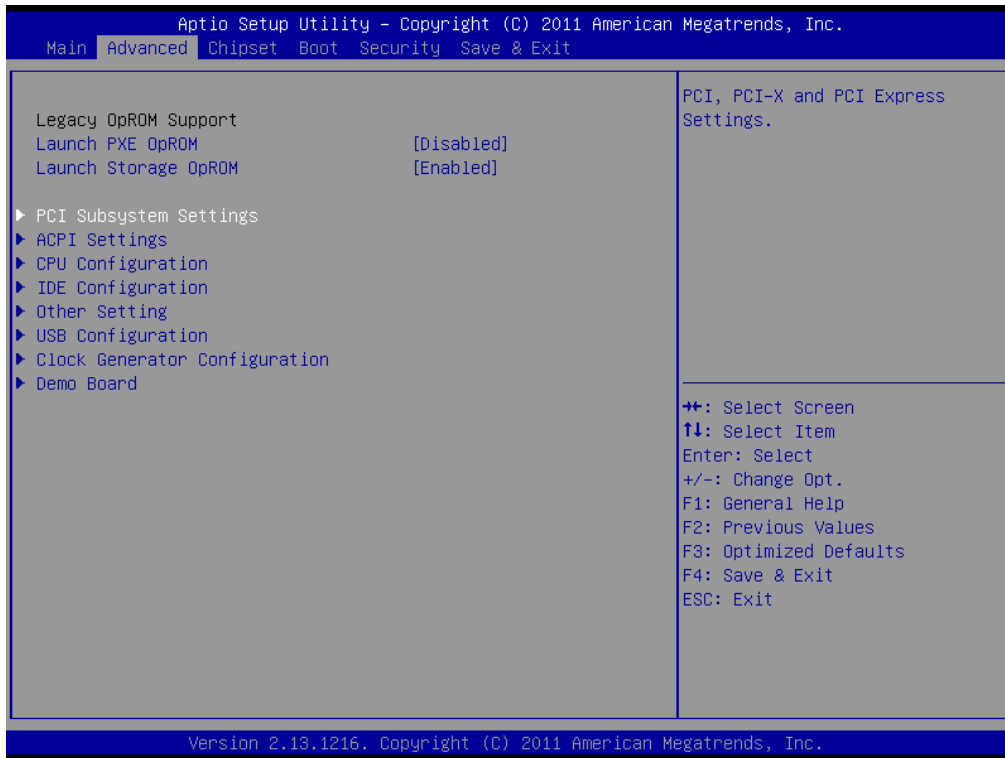 Aptio Setup Utility – Copyright (C) 2011 American Megatrends, Inc.
Main Advanced Chipset Boot Security Save & Exit
Legacy OpROM Support
Launch PXE OpROM [Disabled]
Launch Storage OpROM [Enabled]
PCI Subsystem Settings
ACPI Settings
CPU Configuration
IDE Configuration
Other Setting
USB Configuration
Clock Generator Configuration
Demo Board
PCI, PCI-X and PCI Express
Settings.
→←: Select Screen
↑↓: Select Item
Enter: Select
+/-: Change Opt.
F1: General Help
F2: Previous Values
F3: Optimized Defaults
F4: Save & Exit
ESC: Exit
Version 2.13.1216. Copyright (C) 2011 American Megatrends, Inc.